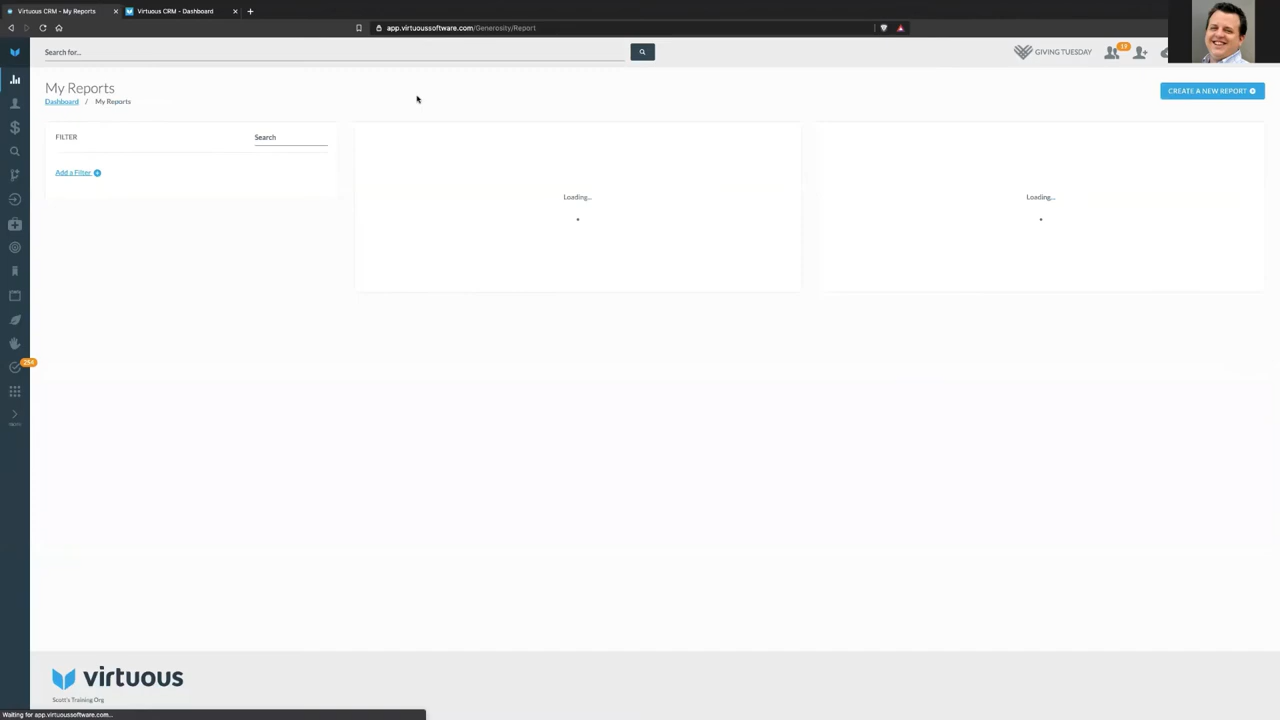 Virtuous CRM - My Reports
Virtuous CRM - Dashboard
app.virtuoussoftware.com/Generosity/Report
Search for...
GIVING TUESDAY
19
My Reports
Dashboard / My Reports
CREATE A NEW REPORT
FILTER
Search
Add a Filter
Loading...
Loading...
254
virtuous
Scott's Training Org
Waiting for app.virtuoussoftware.com...